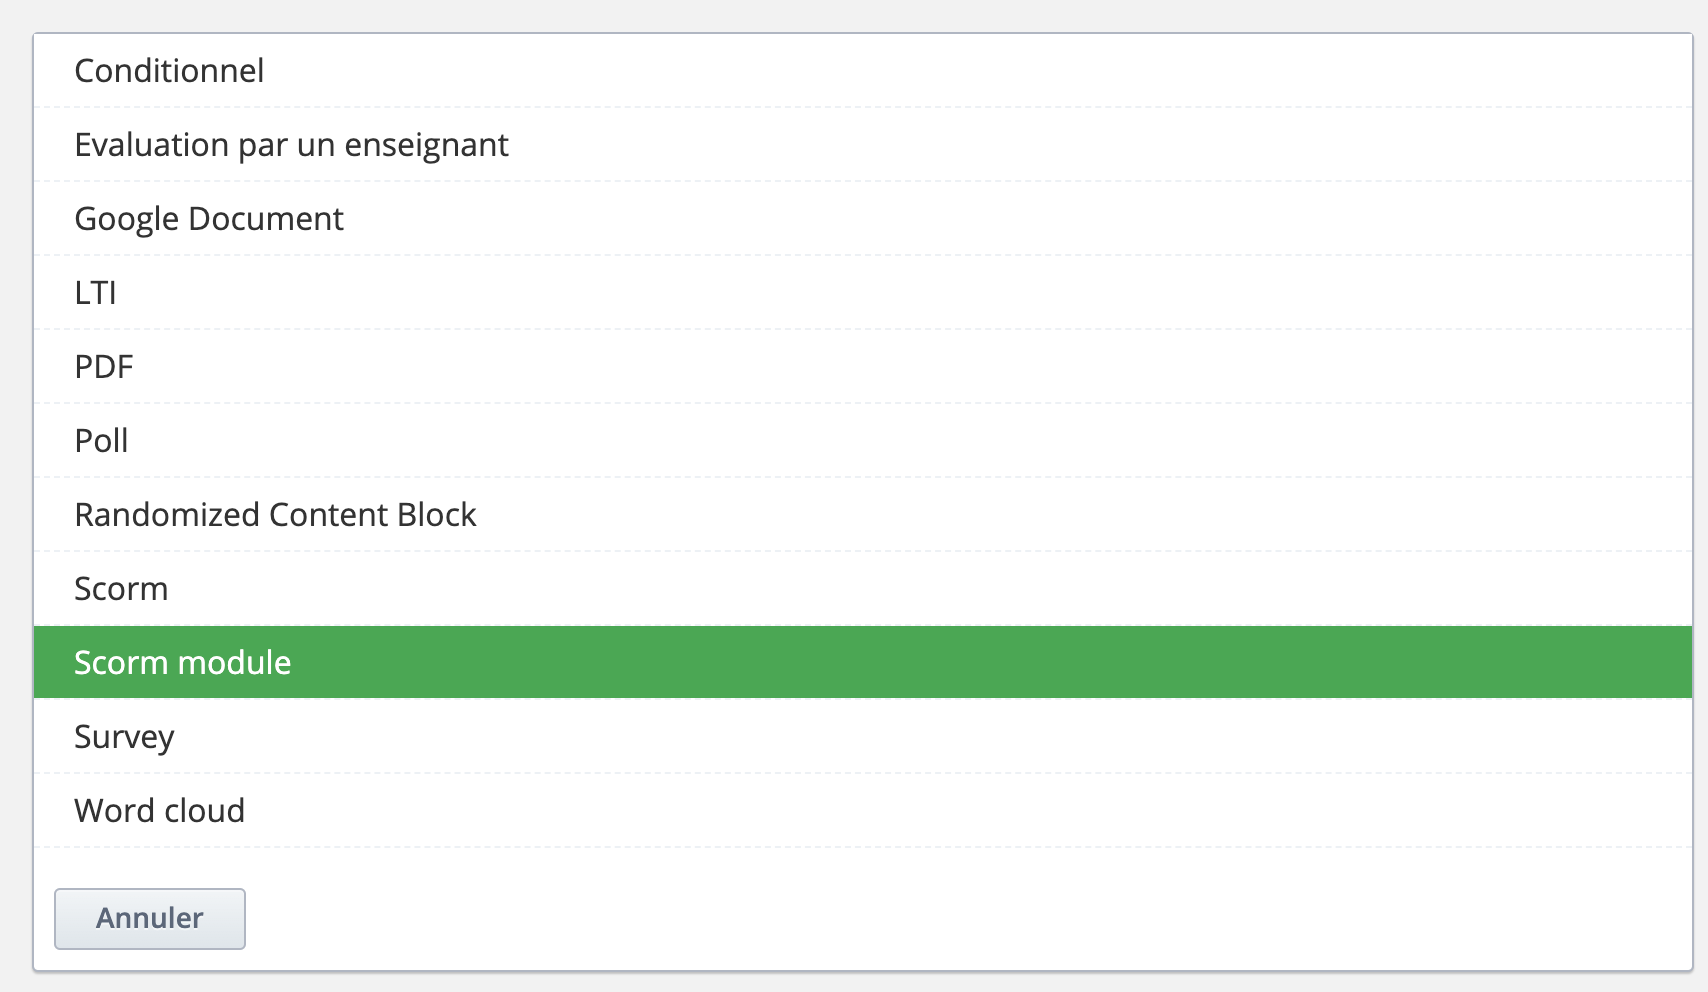 Conditionnel
Evaluation par un enseignant
Google Document
LTI
PDF
Poll
Randomized Content Block
Scorm
Scorm module
Survey
Word cloud
Annuler